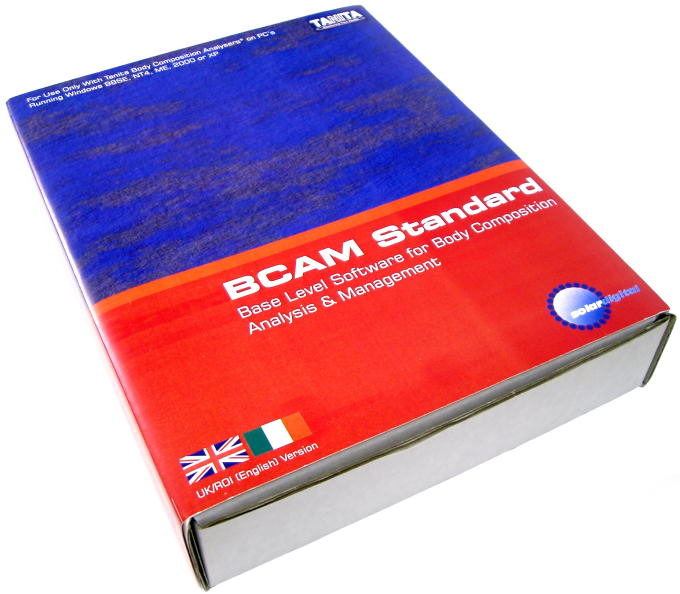 TANITA
For Use Only With Tanita Body Composition Analysers* on PC's
Running Windows 98SE, NT4, ME, 2000 or XP
BCAM Standard
Base Level Software for Body Composition
Analysis & Management
solardigital
UK/ROI (English) Version